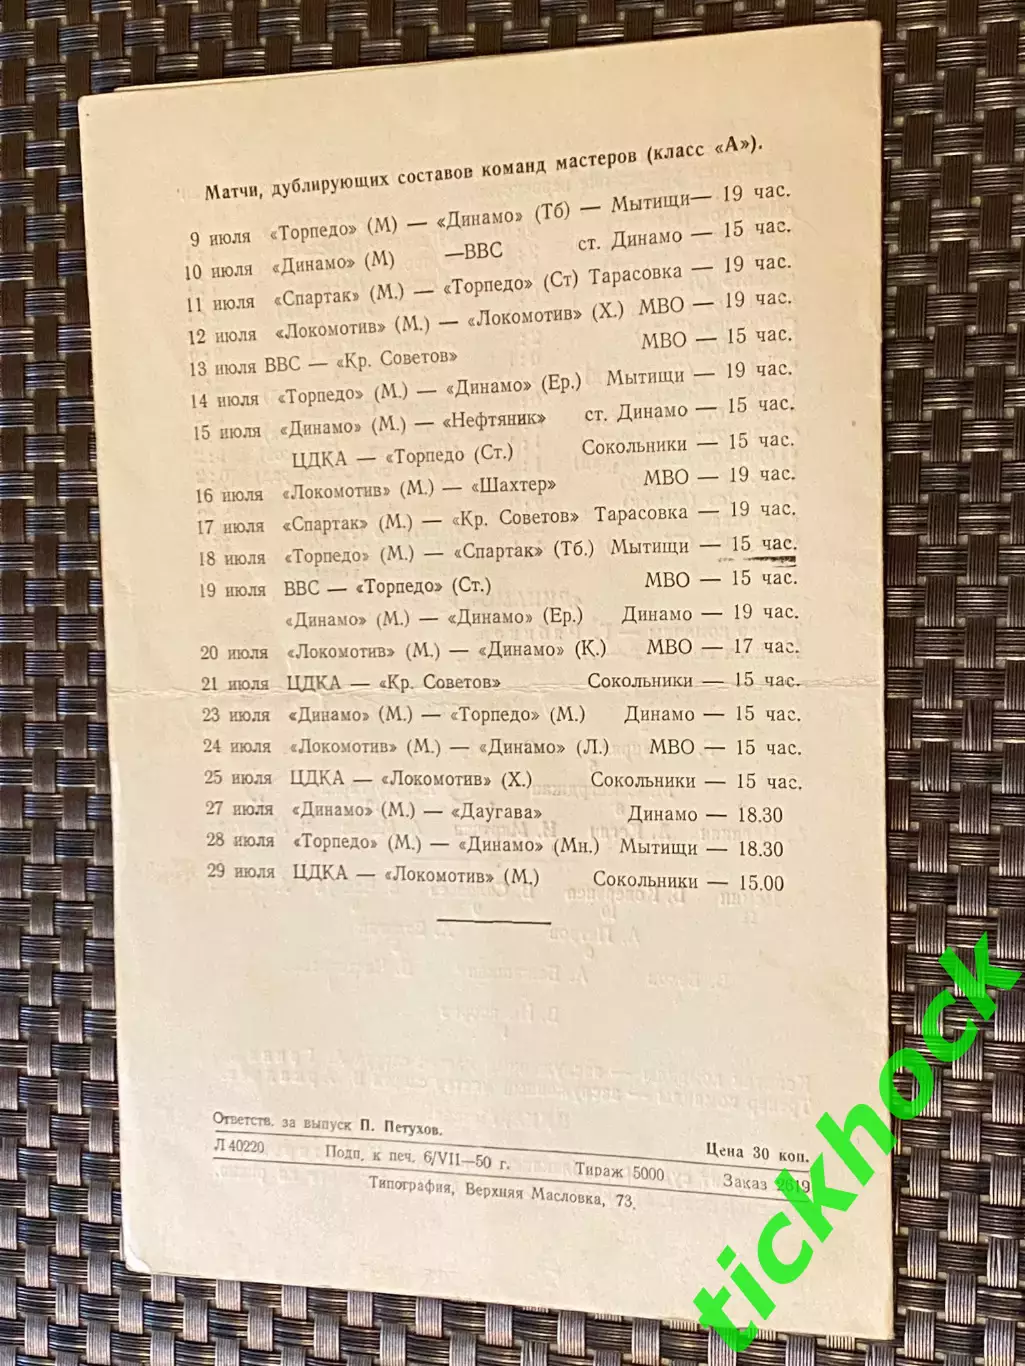 Матчи, дублирующих составов команд мастеров (класс «А»).
9 июля «Торпедо» (М) — «Динамо» (Тб) — Мытищи— 19 час.
10 июля «Динамо» (М) —ВВС ст. Динамо — 15 час.
11 июля «Спартак» (М.) — «Торпедо» (Ст) Тарасовка — 19 час.
12 июля «Локомотив» (М.) — «Локомотив» (Х.) МВО — 19 час.
13 июля ВВС — «Кр. Советов» МВО — 15 час.
14 июля «Торпедо» (М.) — «Динамо» (Ер.) Мытищи — 19 час.
15 июля «Динамо» (М.) — «Нефтяник» ст. Динамо — 15 час.
ЦДКА — «Торпедо (Ст.) Сокольники — 15 час.
16 июля «Локомотив» (М.) — «Шахтер» МВО — 19 час.
17 июля «Спартак» (М.) — «Кр. Советов» Тарасовка — 19 час.
18 июля «Торпедо» (М.) — «Спартак» (Тб.) Мытищи — 15 час.
19 июля ВВС — «Торпедо» (Ст.) МВО — 15 час.
«Динамо» (М.) — «Динамо» (Ер.) Динамо — 19 час.
20 июля «Локомотив» (М.) — «Динамо» (К.) МВО — 17 час.
21 июля ЦДКА — «Кр. Советов» Сокольники — 15 час.
23 июля «Динамо» (М.) — «Торпедо» (М.) Динамо — 15 час.
24 июля «Локомотив» (М.) — «Динамо» (Л.) МВО — 15 час.
25 июля ЦДКА — «Локомотив» (Х.) Сокольники — 15 час.
27 июля «Динамо» (М.) — «Даугава» Динамо — 18.30
28 июля «Торпедо» (М.) — «Динамо» (Мн.) Мытищи — 18.30
29 июля ЦДКА — «Локомотив» (М.) Сокольники — 15.00
Ответств. за выпуск П. Петухов. Цена 30 коп.
Л 40220 Подп. к печ. 6/VII—50 г. Тираж 5000 Заказ 2619
Типография, Верхняя Масловка, 73.
tickhock